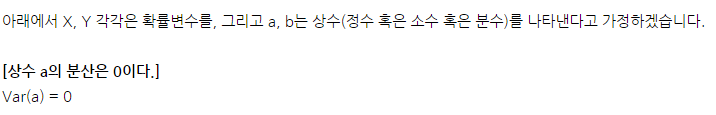 아래에서 X, Y 각각은 확률변수를, 그리고 a, b는 상수(정수 혹은 소수 혹은 분수)를 나타낸다고 가정하겠습니다.
[상수 a의 분산은 0이다.]
Var(a) = 0